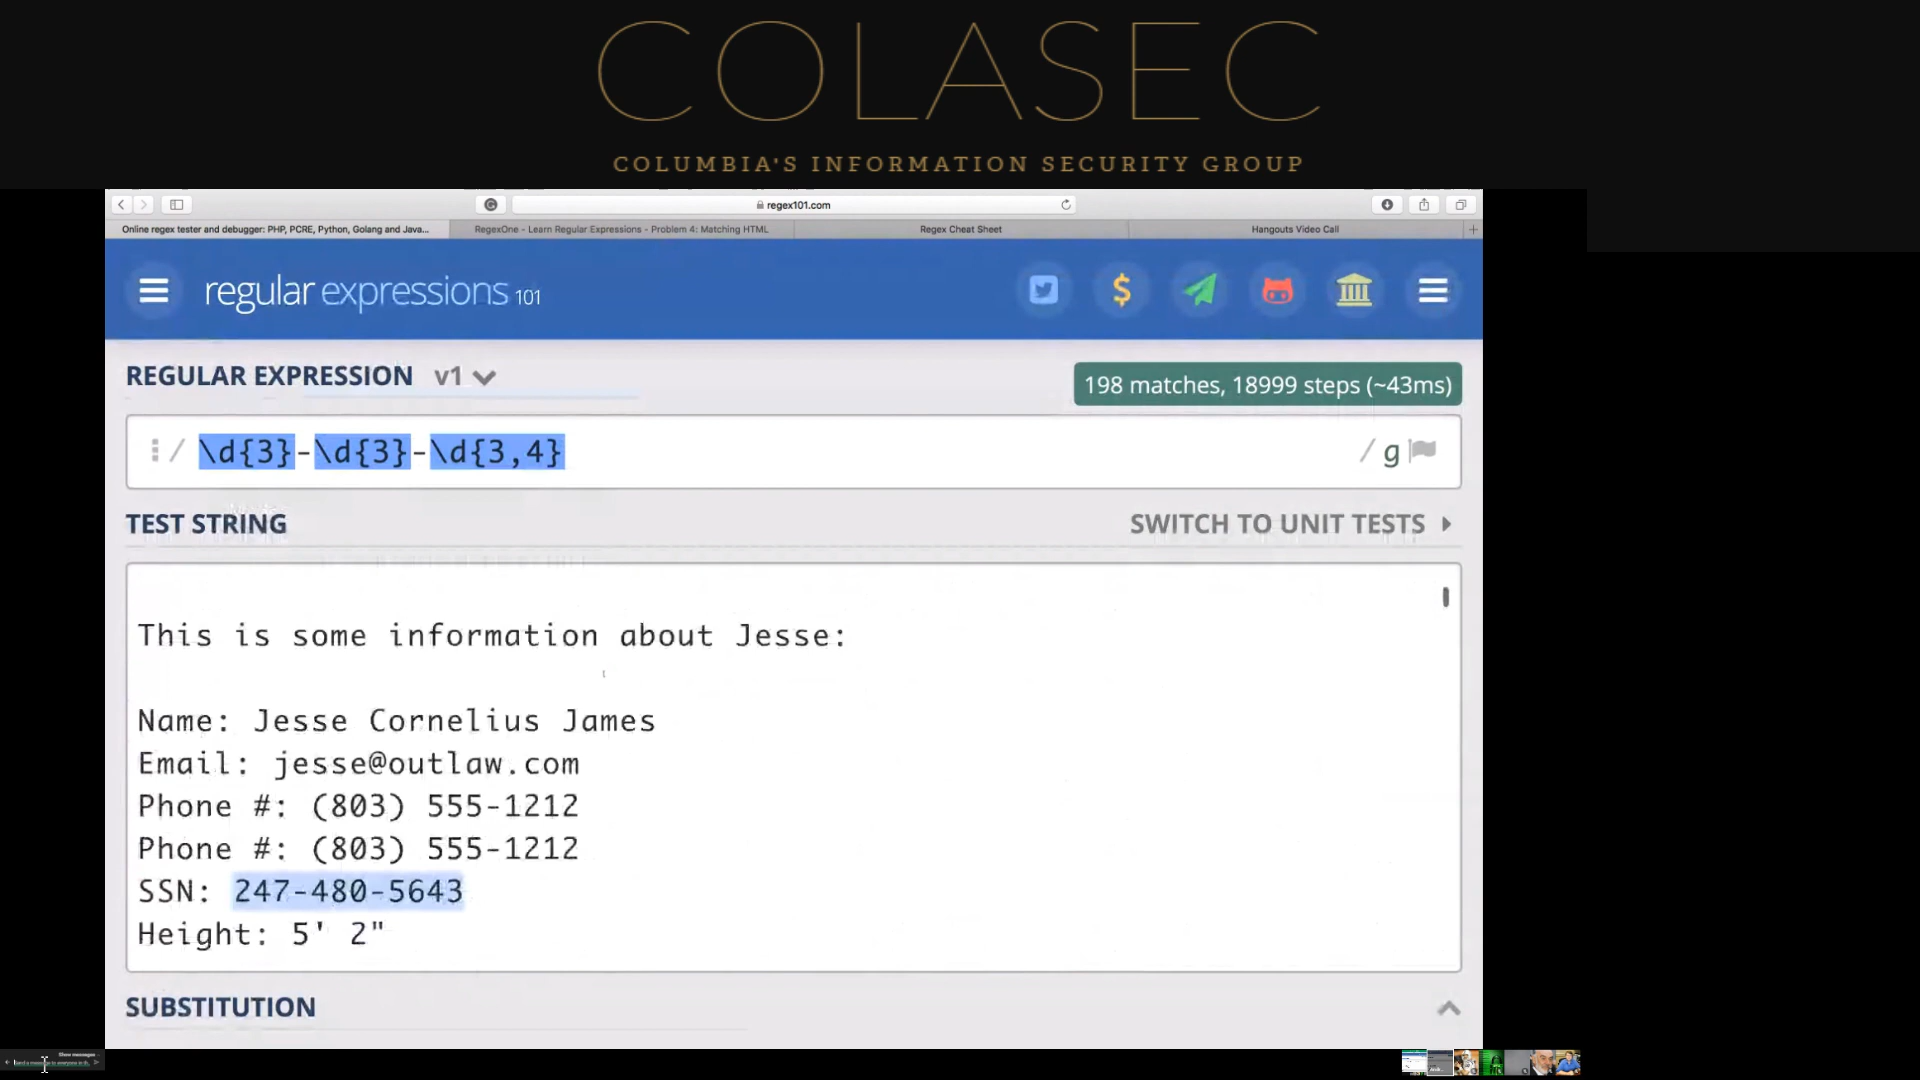 COLASEC
COLUMBIA'S INFORMATION SECURITY GROUP
regex101.com
Online regex tester and debugger: PHP, PCRE, Python, Golang and Java...
RegexOne - Learn Regular Expressions - Problem 4: Matching HTML
Regex Cheat Sheet
Hangouts Video Call
regular expressions 101
REGULAR EXPRESSION v1
198 matches, 18999 steps (~43ms)
/ \d{3}-\d{3}-\d{3,4} / g
TEST STRING
SWITCH TO UNIT TESTS
This is some information about Jesse:
Name: Jesse Cornelius James
Email: jesse@outlaw.com
Phone #: (803) 555-1212
Phone #: (803) 555-1212
SSN: 247-480-5643
Height: 5' 2"
SUBSTITUTION
Show messages